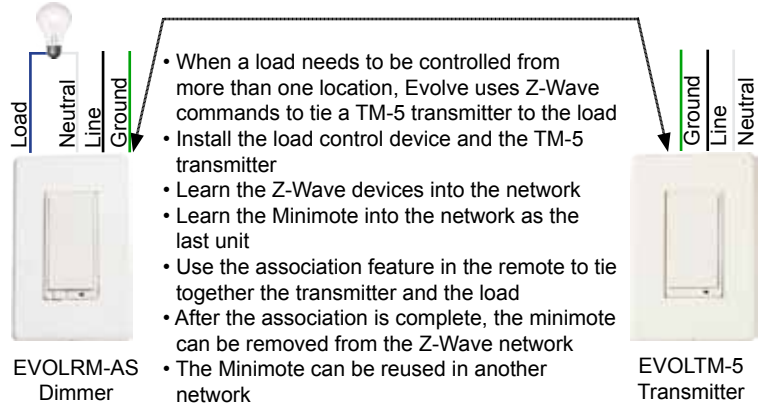 Load
Neutral
Line
Ground
• When a load needs to be controlled from
more than one location, Evolve uses Z-Wave
commands to tie a TM-5 transmitter to the load
• Install the load control device and the TM-5
transmitter
• Learn the Z-Wave devices into the network
• Learn the Minimote into the network as the
last unit
• Use the association feature in the remote to tie
together the transmitter and the load
• After the association is complete, the minimote
can be removed from the Z-Wave network
• The Minimote can be reused in another
network
Ground
Line
Neutral
EVOLRM-AS
Dimmer
EVOLTM-5
Transmitter